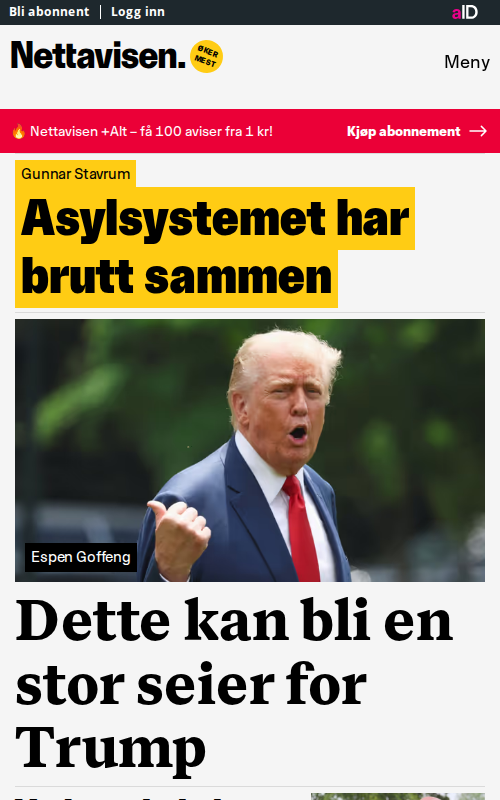 Bli abonnent | Logg inn
aID
Nettavisen.
ØKER
MEST
Meny
Nettavisen +Alt – få 100 aviser fra 1 kr!
Kjøp abonnement
Gunnar Stavrum
Asylsystemet har
brutt sammen
Espen Goffeng
Dette kan bli en
stor seier for
Trump